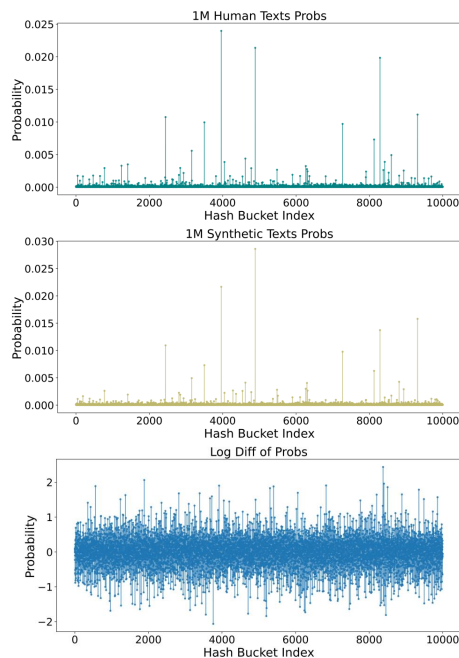 1M Human Texts Probs
Probability
0.025
0.020
0.015
0.010
0.005
0.000
0 2000 4000 6000 8000 10000
Hash Bucket Index
1M Synthetic Texts Probs
Probability
0.030
0.025
0.020
0.015
0.010
0.005
0.000
0 2000 4000 6000 8000 10000
Hash Bucket Index
Log Diff of Probs
Probability
2
1
0
−1
−2
0 2000 4000 6000 8000 10000
Hash Bucket Index